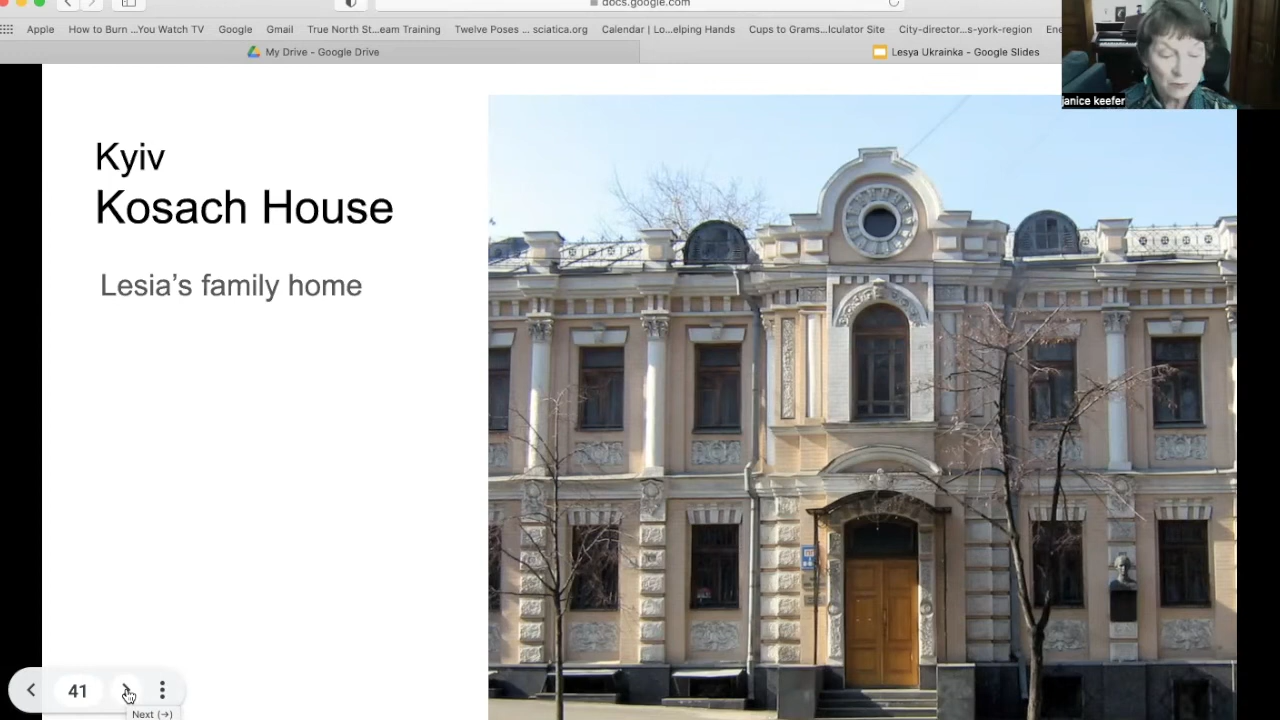 docs.google.com
Apple How to Burn ...You Watch TV Google Gmail True North St...eam Training Twelve Poses ... sciatica.org Calendar | Lo...elping Hands Cups to Grams...lculator Site City-director...s-york-region Ene
My Drive - Google Drive Lesya Ukrainka - Google Slides
janice keefer
Kyiv
Kosach House
Lesia’s family home
41
Next (→)